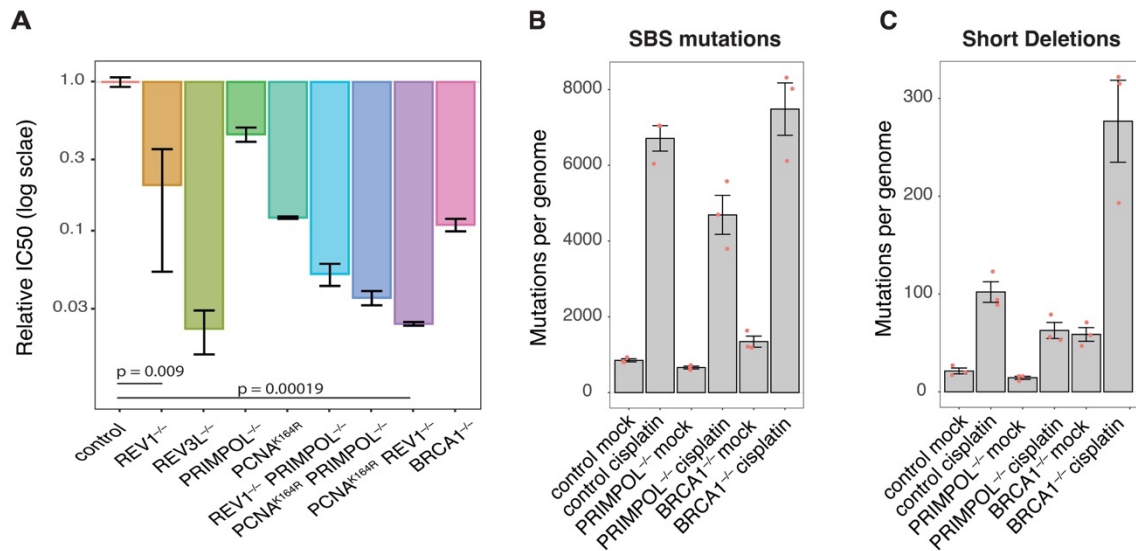 A
Relative IC50 (log sclae)
1.0
0.3
0.1
0.03
p = 0.009
p = 0.00019
control
REV1⁻/⁻
REV3L⁻/⁻
PRIMPOL⁻/⁻
PCNAᴷ¹⁶⁴ᴿ
REV1⁻/⁻ PRIMPOL⁻/⁻
PCNAᴷ¹⁶⁴ᴿ PRIMPOL⁻/⁻
PCNAᴷ¹⁶⁴ᴿ REV1⁻/⁻
BRCA1⁻/⁻
B
SBS mutations
Mutations per genome
8000
6000
4000
2000
0
control mock
control cisplatin
PRIMPOL⁻/⁻ mock
PRIMPOL⁻/⁻ cisplatin
BRCA1⁻/⁻ mock
BRCA1⁻/⁻ cisplatin
C
Short Deletions
Mutations per genome
300
200
100
0
control mock
control cisplatin
PRIMPOL⁻/⁻ mock
PRIMPOL⁻/⁻ cisplatin
BRCA1⁻/⁻ mock
BRCA1⁻/⁻ cisplatin